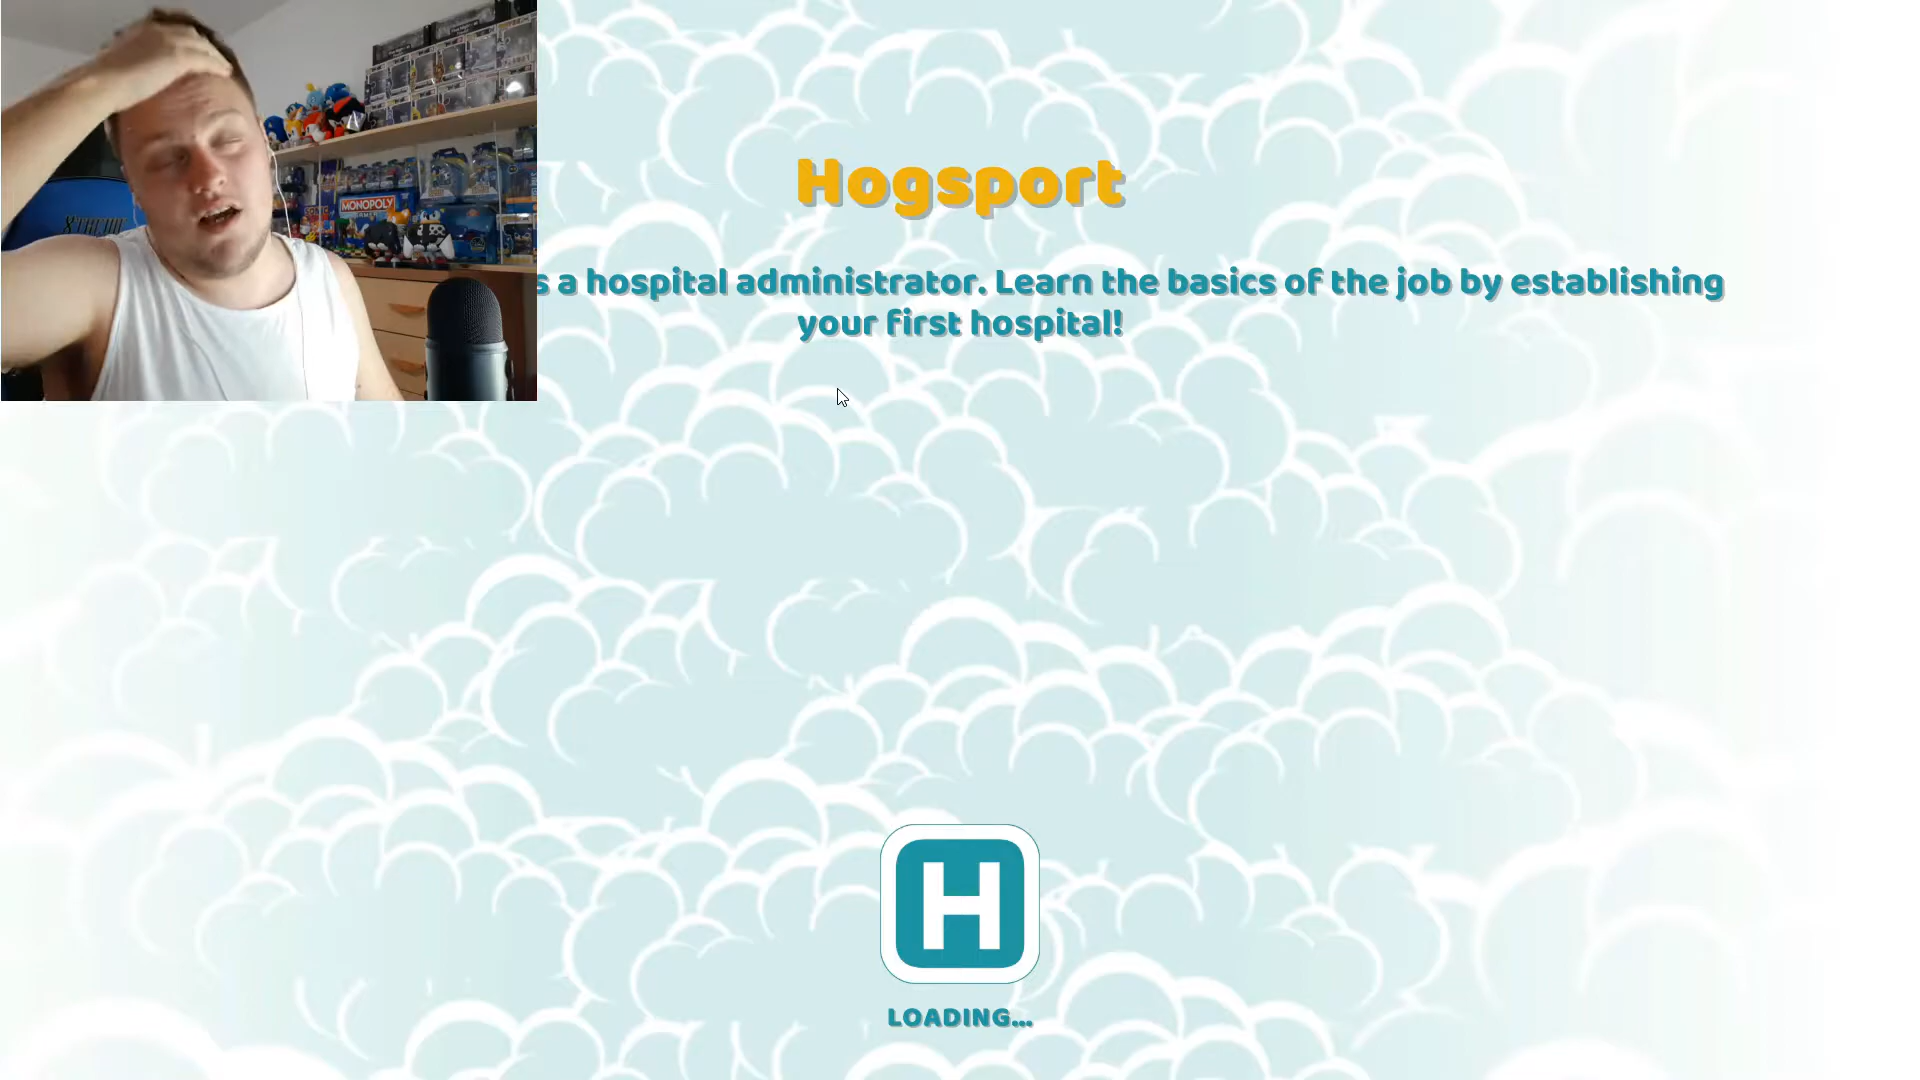 Hogsport
s a hospital administrator. Learn the basics of the job by establishing
your first hospital!
MONOPOLY
H
LOADING...